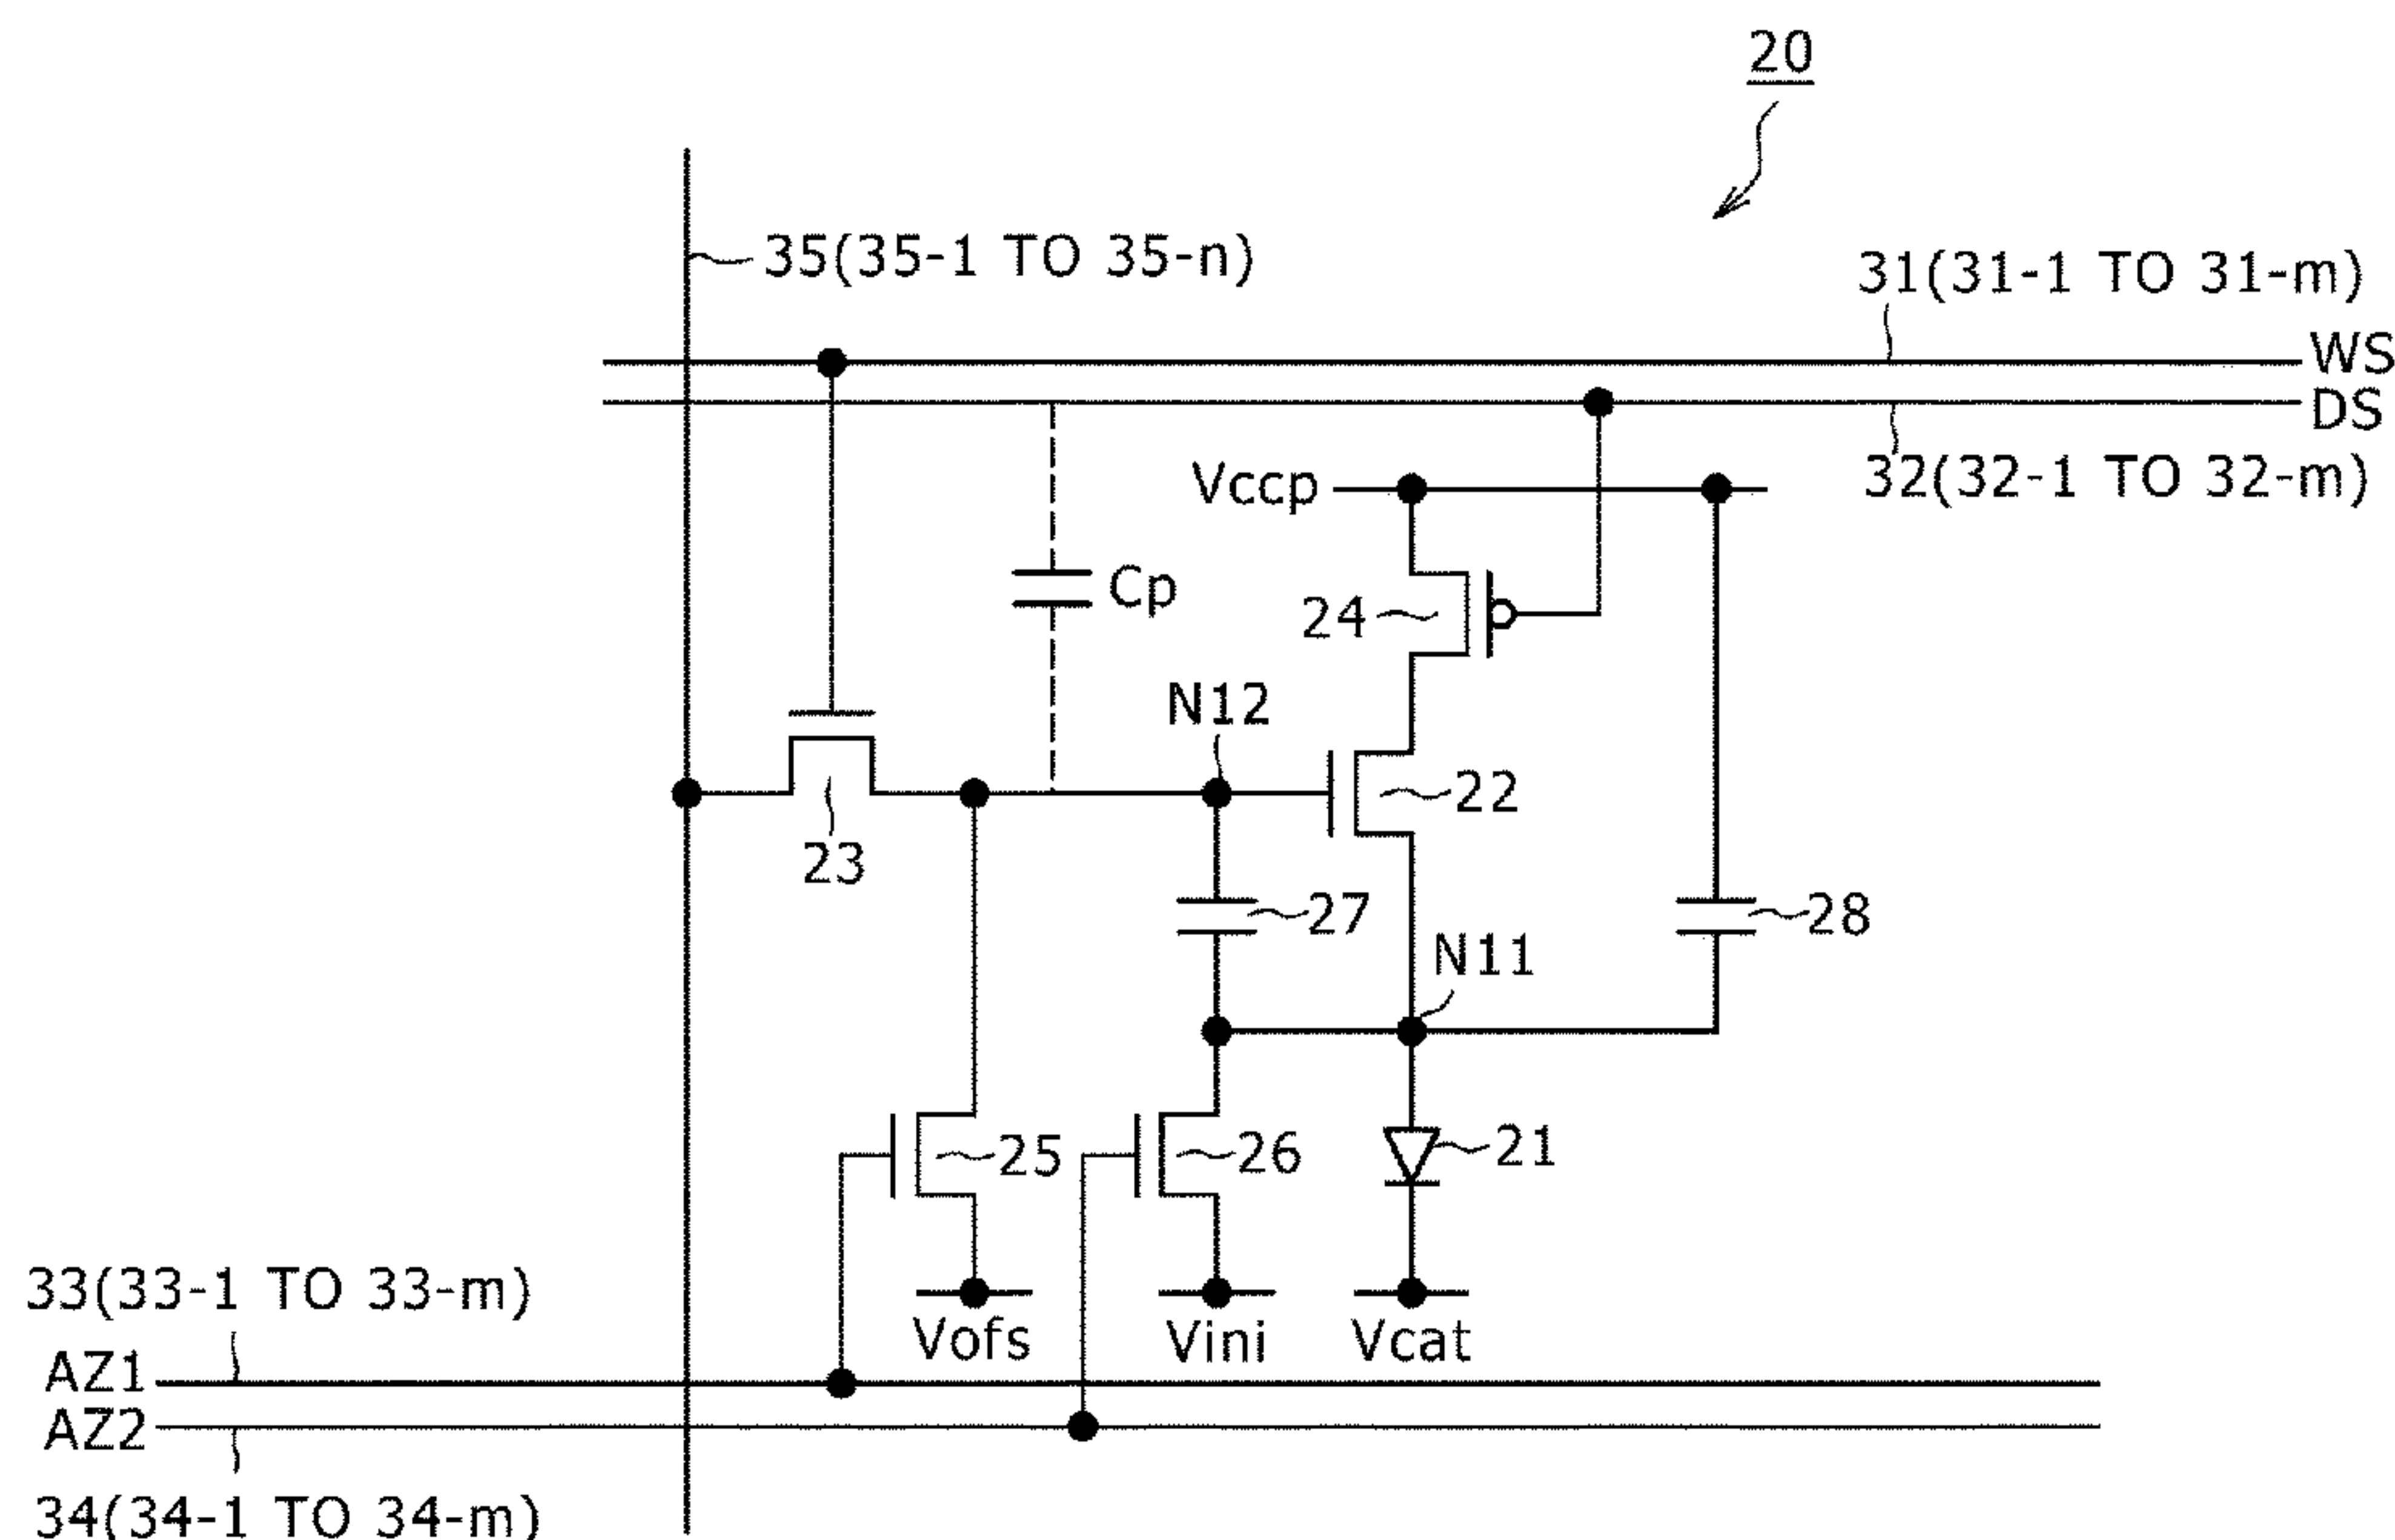 20
35(35-1 TO 35-n)
31(31-1 TO 31-m)
WS
DS
Vccp
32(32-1 TO 32-m)
Cp
24
N12
22
23
27
28
N11
25
26
21
33(33-1 TO 33-m)
Vofs
Vini
Vcat
AZ1
AZ2
34(34-1 TO 34-m)